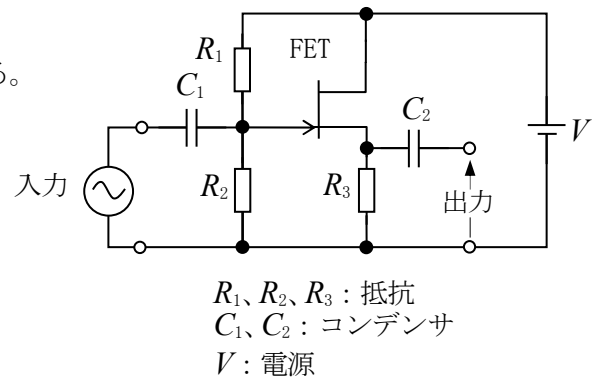 る。
R1
FET
C1
C2
V
入力
R2
R3
出力
R1、R2、R3：抵抗
C1、C2：コンデンサ
V：電源